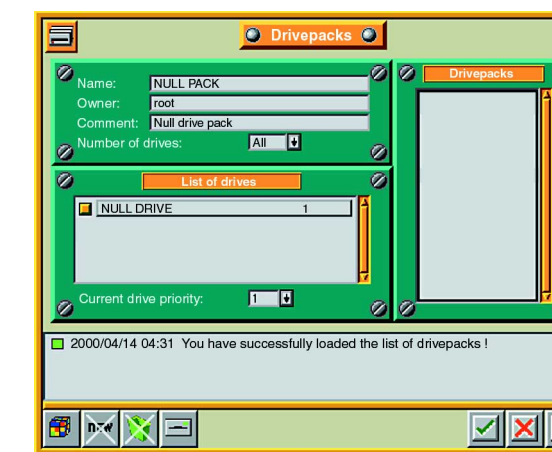 Drivepacks
Name: NULL PACK
Owner: root
Comment: Null drive pack
Number of drives: All
List of drives
NULL DRIVE 1
Current drive priority: 1
Drivepacks
2000/04/14 04:31 You have successfully loaded the list of drivepacks !
new